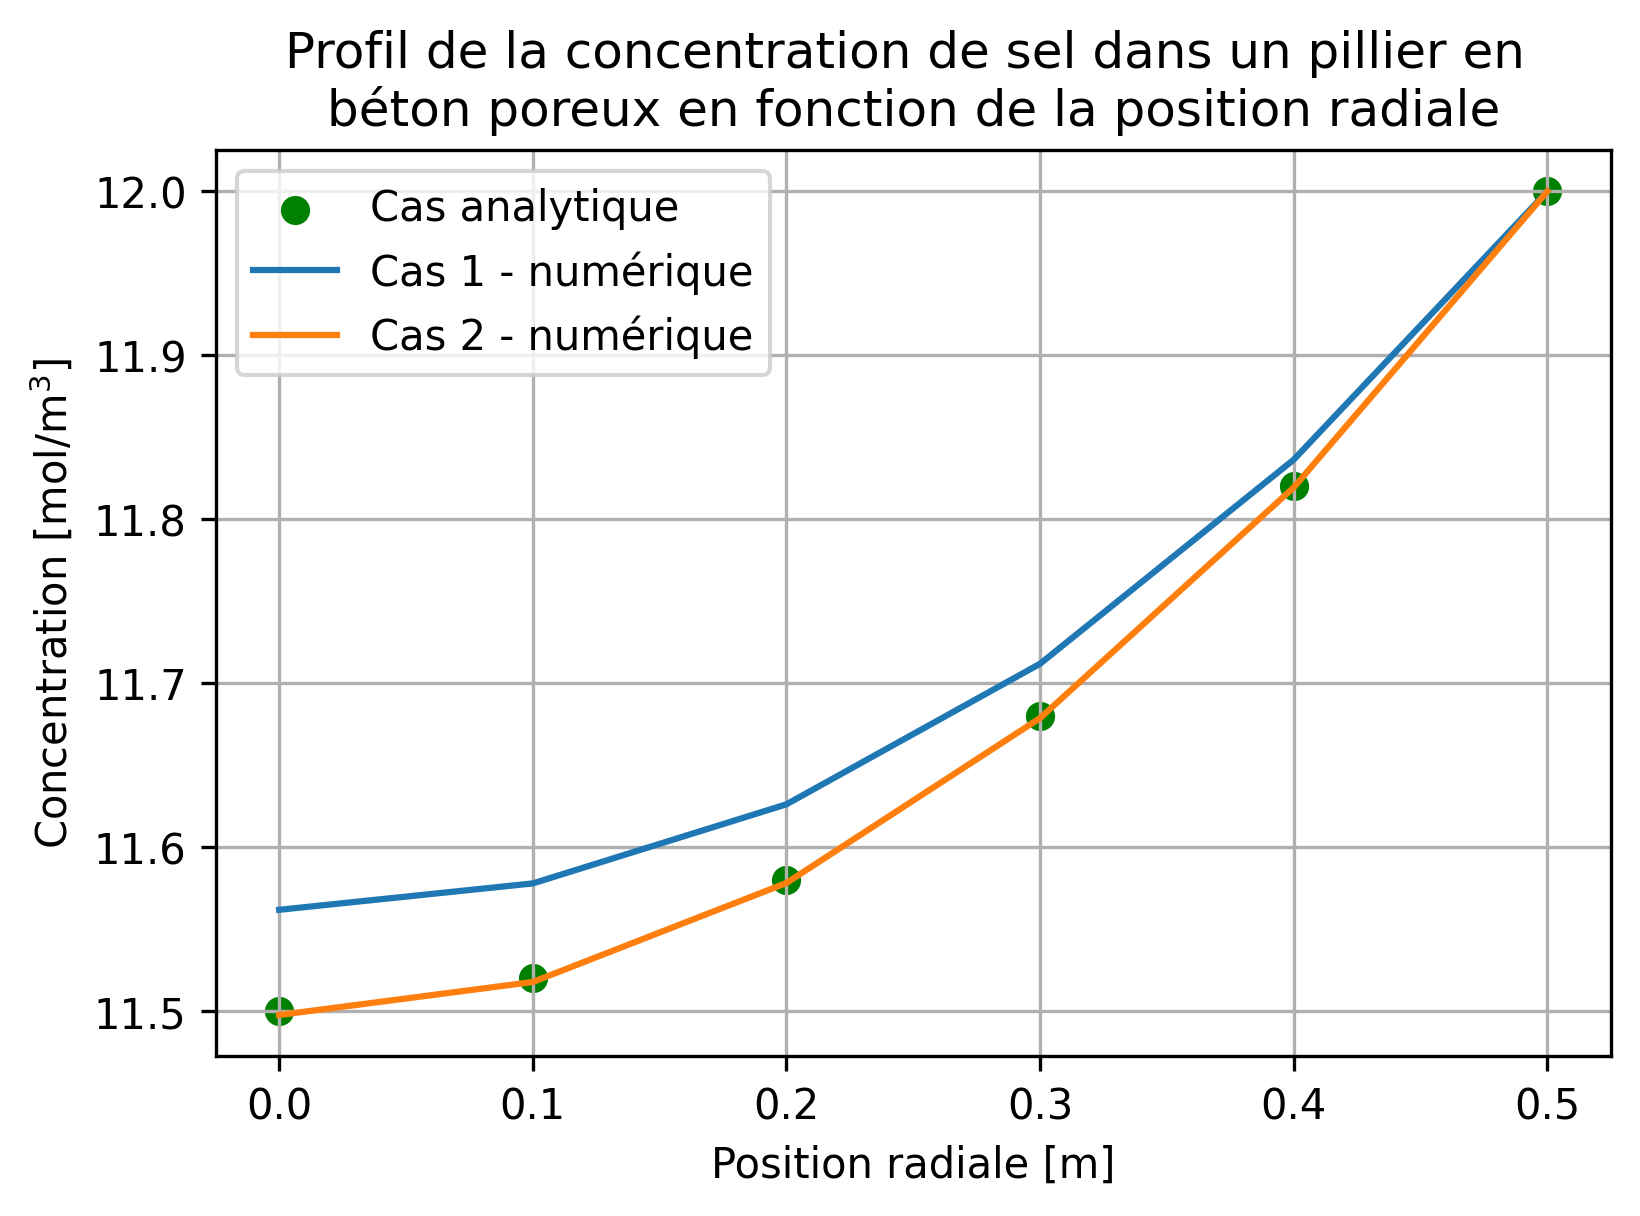 Profil de la concentration de sel dans un pillier en
béton poreux en fonction de la position radiale
Cas analytique
Cas 1 - numérique
Cas 2 - numérique
Concentration [mol/m³]
12.0
11.9
11.8
11.7
11.6
11.5
0.0 0.1 0.2 0.3 0.4 0.5
Position radiale [m]